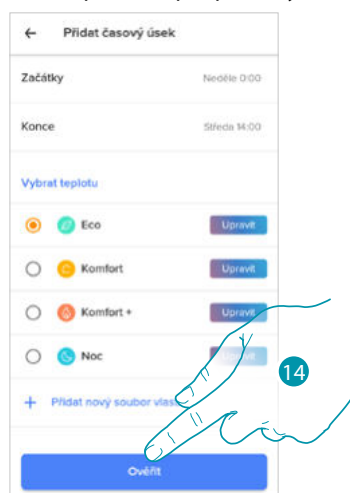 ← Přidat časový úsek
Začátky Neděle 0:00
Konce Středa 14:00
Vybrat teplotu
Eco Upravit
Komfort Upravit
Komfort + Upravit
Noc Upravit
+ Přidat nový soubor
14
Ověřit